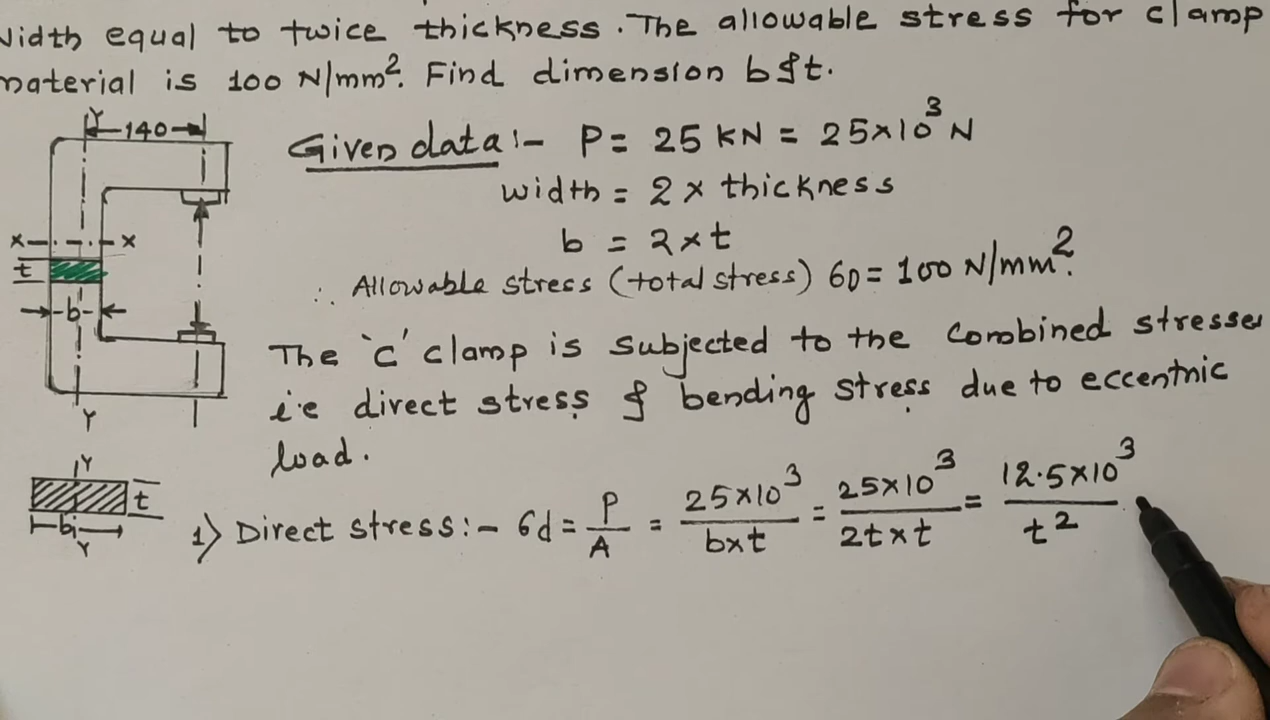 Width equal to twice thickness. The allowable stress for clamp
material is 100 N/mm². Find dimension b & t.
Y
140
Given data :- P = 25 KN = 25×10³ N
width = 2 × thickness
b = 2×t
X X
t
∴ Allowable stress (total stress) σD = 100 N/mm².
b
The 'C' clamp is subjected to the combined stresses
i.e direct stress & bending stress due to eccentric
Y
load.
Y
t
b
Y
1) Direct stress :- σd = P/A = 25×10³/b×t = 25×10³/2t×t = 12.5×10³/t²